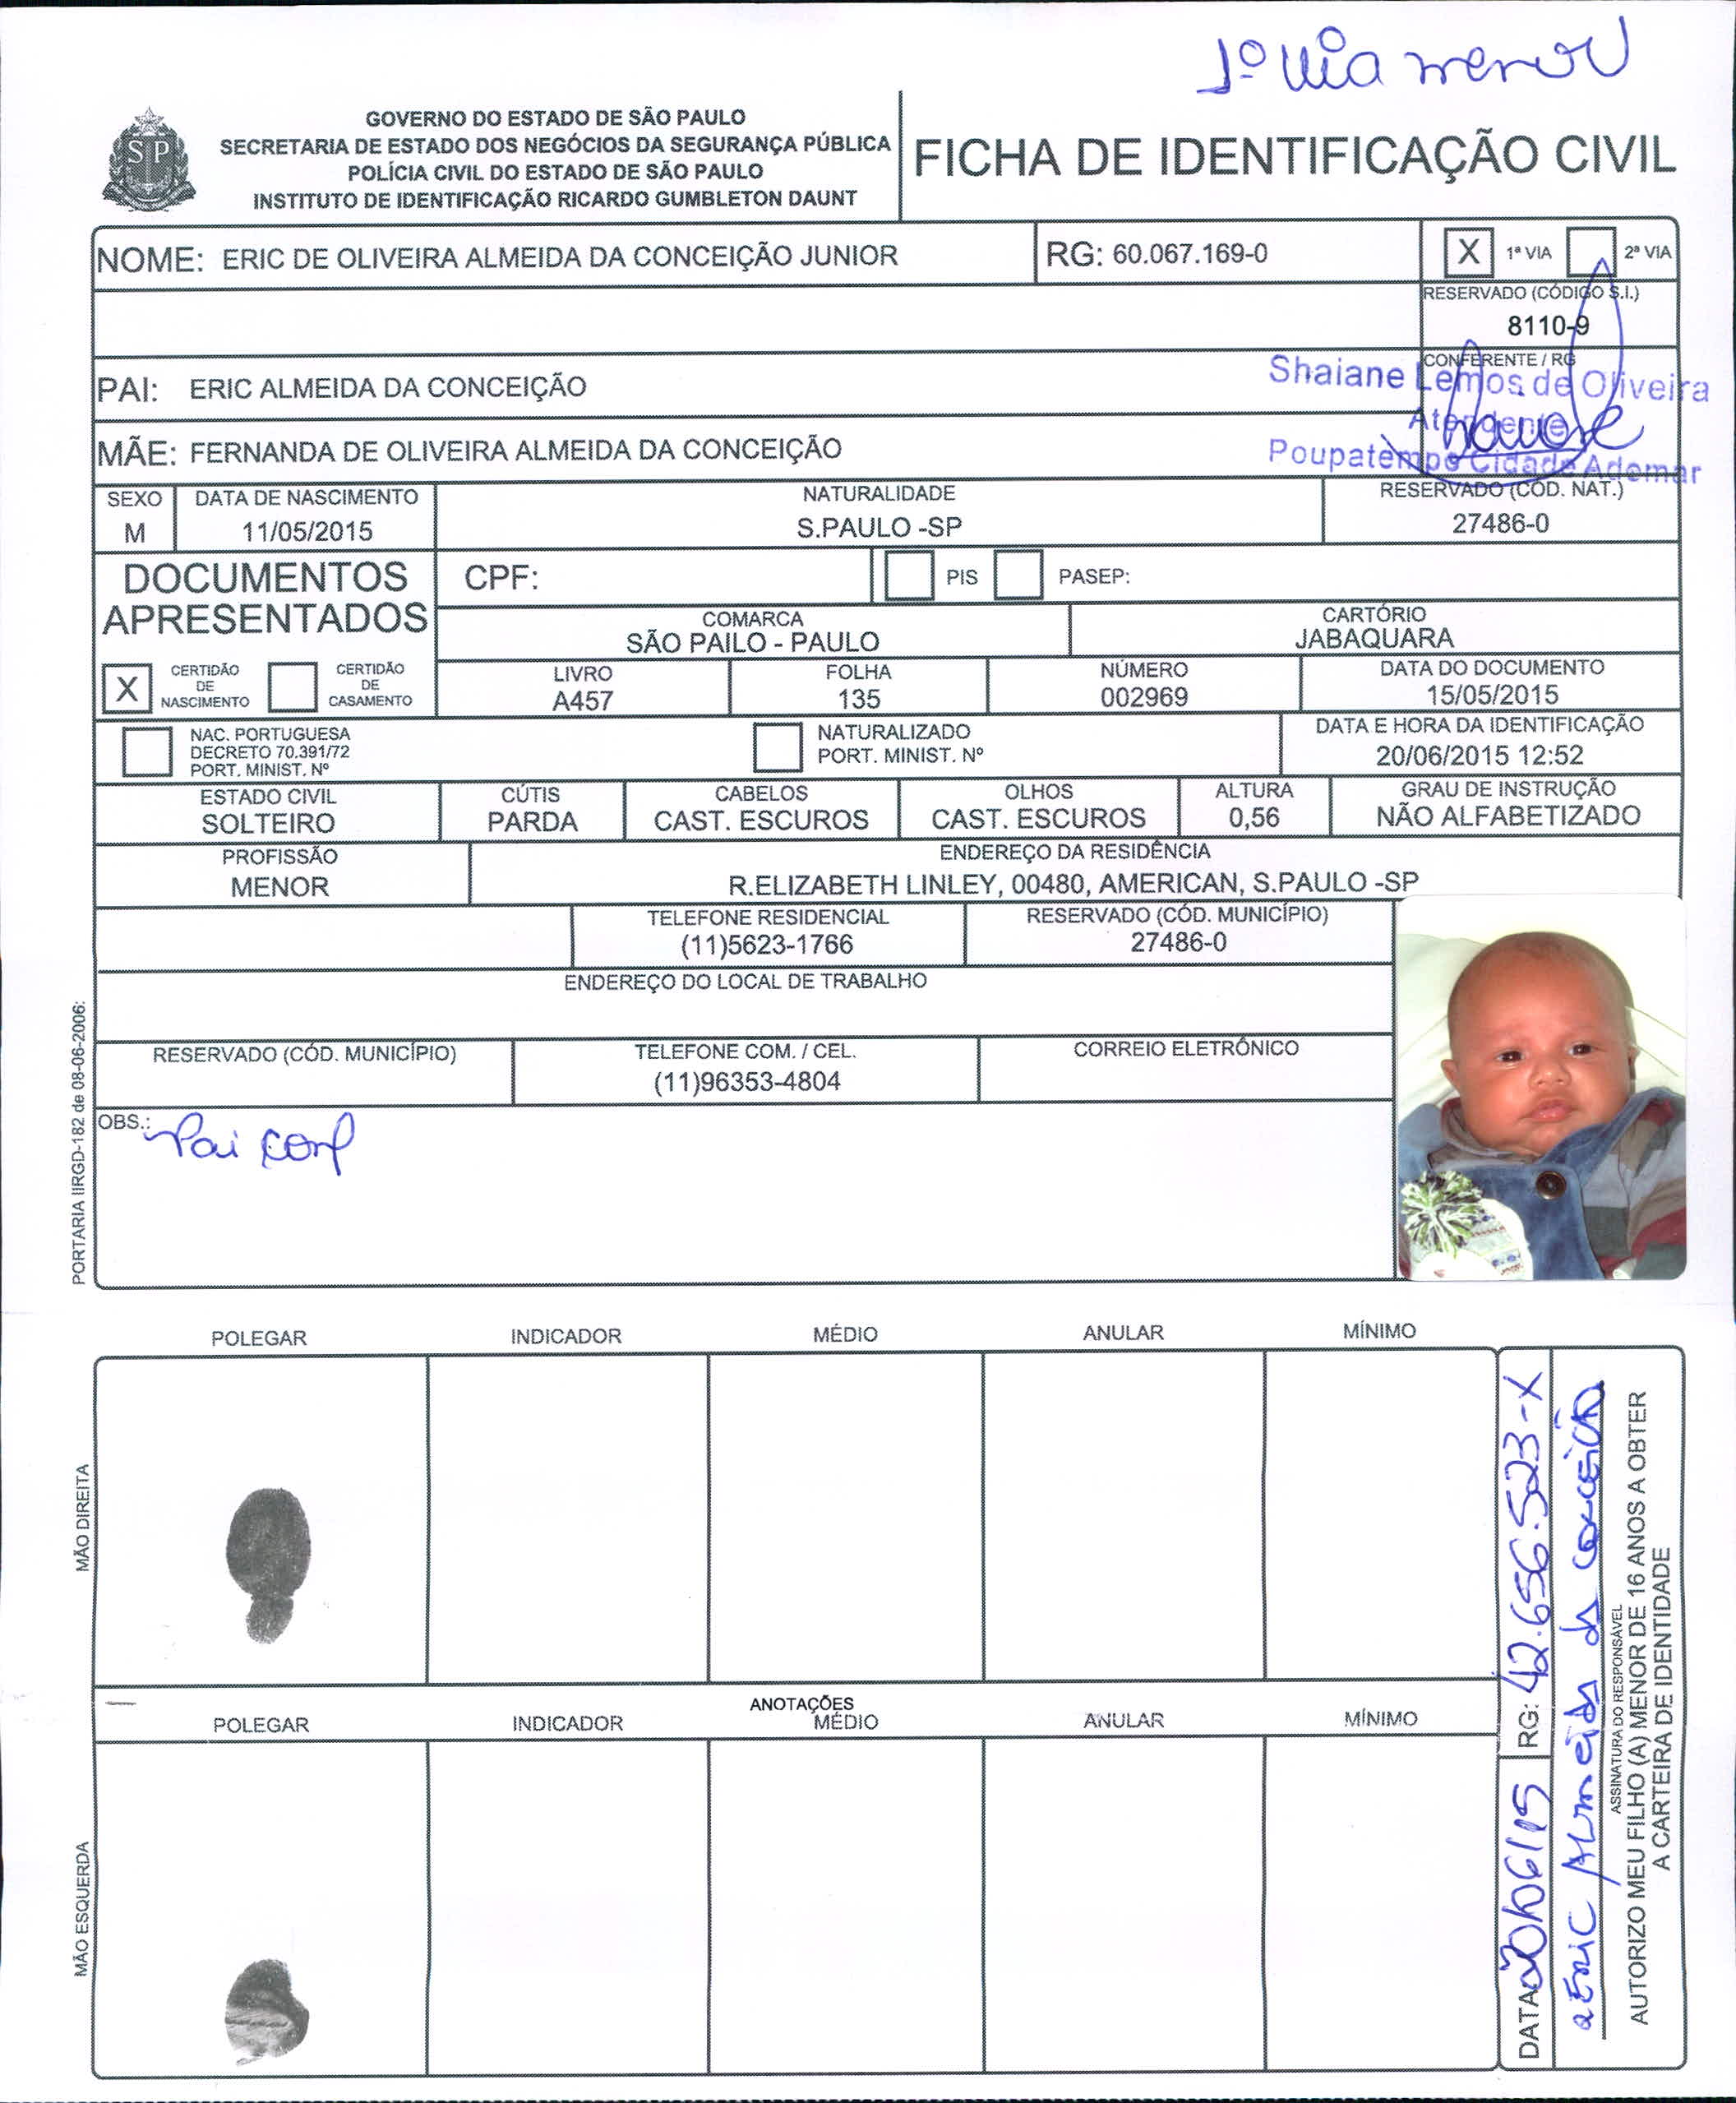 1º via menor
GOVERNO DO ESTADO DE SÃO PAULO
SECRETARIA DE ESTADO DOS NEGÓCIOS DA SEGURANÇA PÚBLICA
POLÍCIA CIVIL DO ESTADO DE SÃO PAULO
INSTITUTO DE IDENTIFICAÇÃO RICARDO GUMBLETON DAUNT
SP
FICHA DE IDENTIFICAÇÃO CIVIL
NOME: ERIC DE OLIVEIRA ALMEIDA DA CONCEIÇÃO JUNIOR
RG: 60.067.169-0
X 1ª VIA 2ª VIA
RESERVADO (CÓDIGO S.I.)
8110-9
PAI: ERIC ALMEIDA DA CONCEIÇÃO
CONFERENTE / RG
Shaiane Lemos de Oliveira
Atendente
Poupatempo Cidade Ademar
MÃE: FERNANDA DE OLIVEIRA ALMEIDA DA CONCEIÇÃO
SEXO DATA DE NASCIMENTO NATURALIDADE RESERVADO (CÓD. NAT.)
M 11/05/2015 S.PAULO -SP 27486-0
DOCUMENTOS
APRESENTADOS
CPF: PIS PASEP:
COMARCA CARTÓRIO
SÃO PAILO - PAULO JABAQUARA
X CERTIDÃO DE NASCIMENTO CERTIDÃO DE CASAMENTO
LIVRO FOLHA NÚMERO DATA DO DOCUMENTO
A457 135 002969 15/05/2015
NAC. PORTUGUESA
DECRETO 70.391/72
PORT. MINIST. Nº
NATURALIZADO
PORT. MINIST. Nº
DATA E HORA DA IDENTIFICAÇÃO
20/06/2015 12:52
ESTADO CIVIL CÚTIS CABELOS OLHOS ALTURA GRAU DE INSTRUÇÃO
SOLTEIRO PARDA CAST. ESCUROS CAST. ESCUROS 0,56 NÃO ALFABETIZADO
PROFISSÃO ENDEREÇO DA RESIDÊNCIA
MENOR R.ELIZABETH LINLEY, 00480, AMERICAN, S.PAULO -SP
TELEFONE RESIDENCIAL RESERVADO (CÓD. MUNICÍPIO)
(11)5623-1766 27486-0
ENDEREÇO DO LOCAL DE TRABALHO
RESERVADO (CÓD. MUNICÍPIO) TELEFONE COM. / CEL. CORREIO ELETRÔNICO
(11)96353-4804
OBS.: Pai conf
PORTARIA IIRGD-182 de 08-06-2006:
POLEGAR INDICADOR MÉDIO ANULAR MÍNIMO
MÃO DIREITA
ANOTAÇÕES
POLEGAR INDICADOR MÉDIO ANULAR MÍNIMO
MÃO ESQUERDA
DATA 20/06/15 RG: 42.656.523-X
Eric Almeida da Conceição
ASSINATURA DO RESPONSÁVEL
AUTORIZO MEU FILHO (A) MENOR DE 16 ANOS A OBTER
A CARTEIRA DE IDENTIDADE